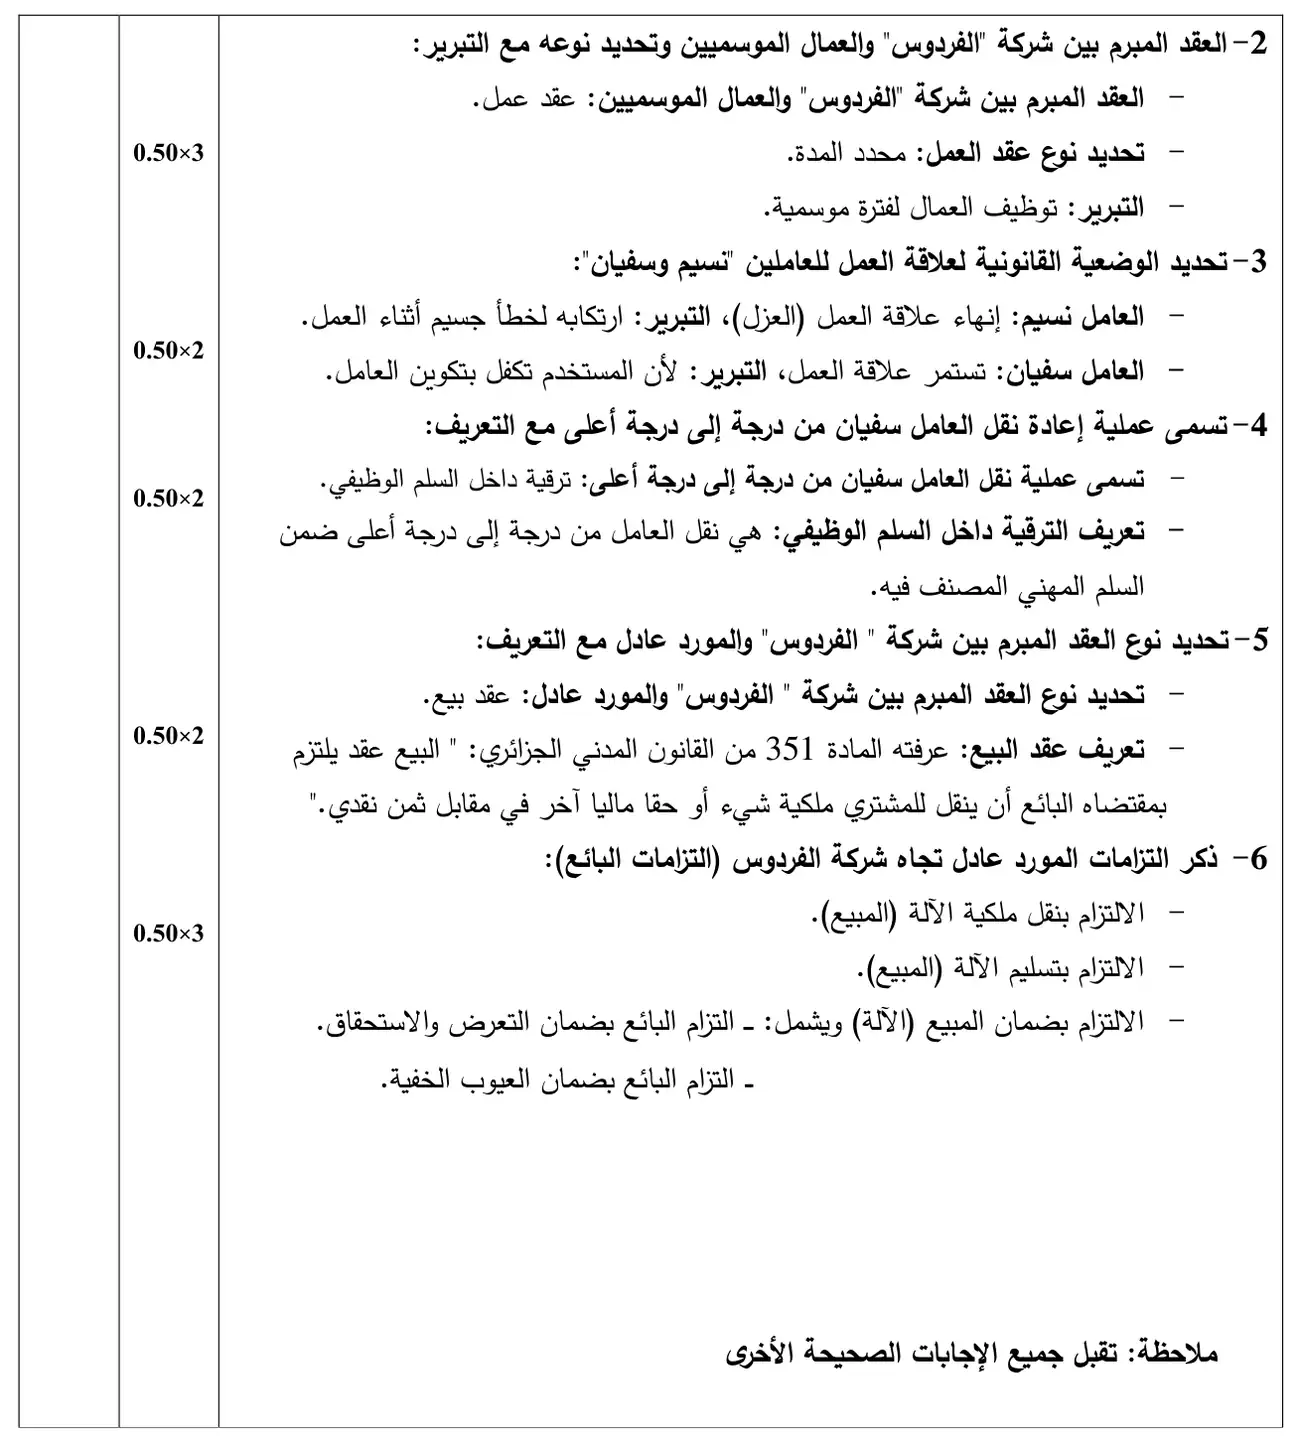 2- العقد المبرم بين شركة "الفردوس" والعمال الموسميين وتحديد نوعه مع التبرير:
- العقد المبرم بين شركة "الفردوس" والعمال الموسميين: عقد عمل.
- تحديد نوع عقد العمل: محدد المدة.
0.50×3
- التبرير: توظيف العمال لفترة موسمية.
3- تحديد الوضعية القانونية لعلاقة العمل للعاملين "نسيم وسفيان":
- العامل نسيم: إنهاء علاقة العمل (العزل)، التبرير: ارتكابه لخطأ جسيم أثناء العمل.
0.50×2
- العامل سفيان: تستمر علاقة العمل، التبرير: لأن المستخدم تكفل بتكوين العامل.
4- تسمى عملية إعادة نقل العامل سفيان من درجة إلى درجة أعلى مع التعريف:
- تسمى عملية نقل العامل سفيان من درجة إلى درجة أعلى: ترقية داخل السلم الوظيفي.
0.50×2
- تعريف الترقية داخل السلم الوظيفي: هي نقل العامل من درجة إلى درجة أعلى ضمن
السلم المهني المصنف فيه.
5- تحديد نوع العقد المبرم بين شركة " الفردوس" والمورد عادل مع التعريف:
- تحديد نوع العقد المبرم بين شركة " الفردوس" والمورد عادل: عقد بيع.
0.50×2
- تعريف عقد البيع: عرفته المادة 351 من القانون المدني الجزائري: " البيع عقد يلتزم
بمقتضاه البائع أن ينقل للمشتري ملكية شيء أو حقا ماليا آخر في مقابل ثمن نقدي."
6- ذكر التزامات المورد عادل تجاه شركة الفردوس (التزامات البائع):
- الالتزام بنقل ملكية الآلة (المبيع).
0.50×3
- الالتزام بتسليم الآلة (المبيع).
- الالتزام بضمان المبيع (الآلة) ويشمل: ـ التزام البائع بضمان التعرض والاستحقاق.
ـ التزام البائع بضمان العيوب الخفية.
ملاحظة: تقبل جميع الإجابات الصحيحة الأخرى